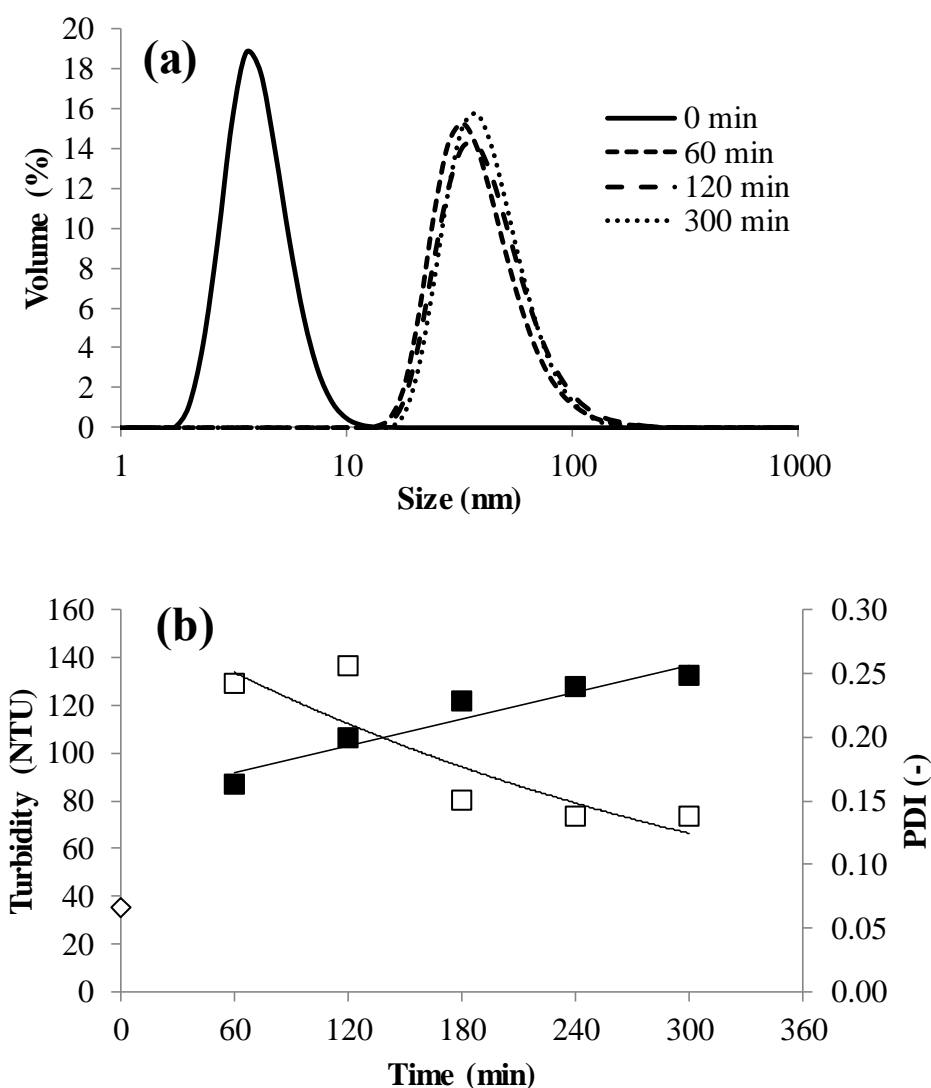 (a)
20
18
16
14
12
10
8
6
4
2
0
Volume (%)
1 10 100 1000
Size (nm)
0 min
60 min
120 min
300 min
(b)
160
140
120
100
80
60
40
20
0
Turbidity (NTU)
0.30
0.25
0.20
0.15
0.10
0.05
0.00
PDI (-)
0 60 120 180 240 300 360
Time (min)